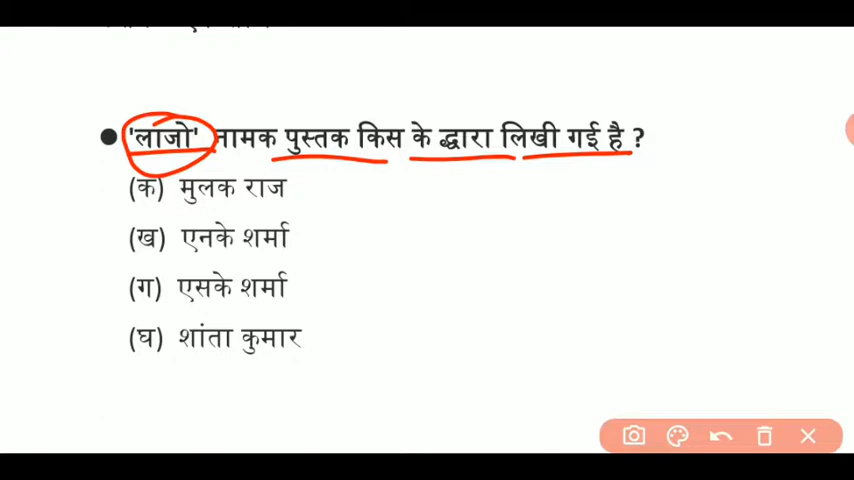 ● 'लाजो' नामक पुस्तक किस के द्धारा लिखी गई है ?
(क) मुलक राज
(ख) एनके शर्मा
(ग) एसके शर्मा
(घ) शांता कुमार